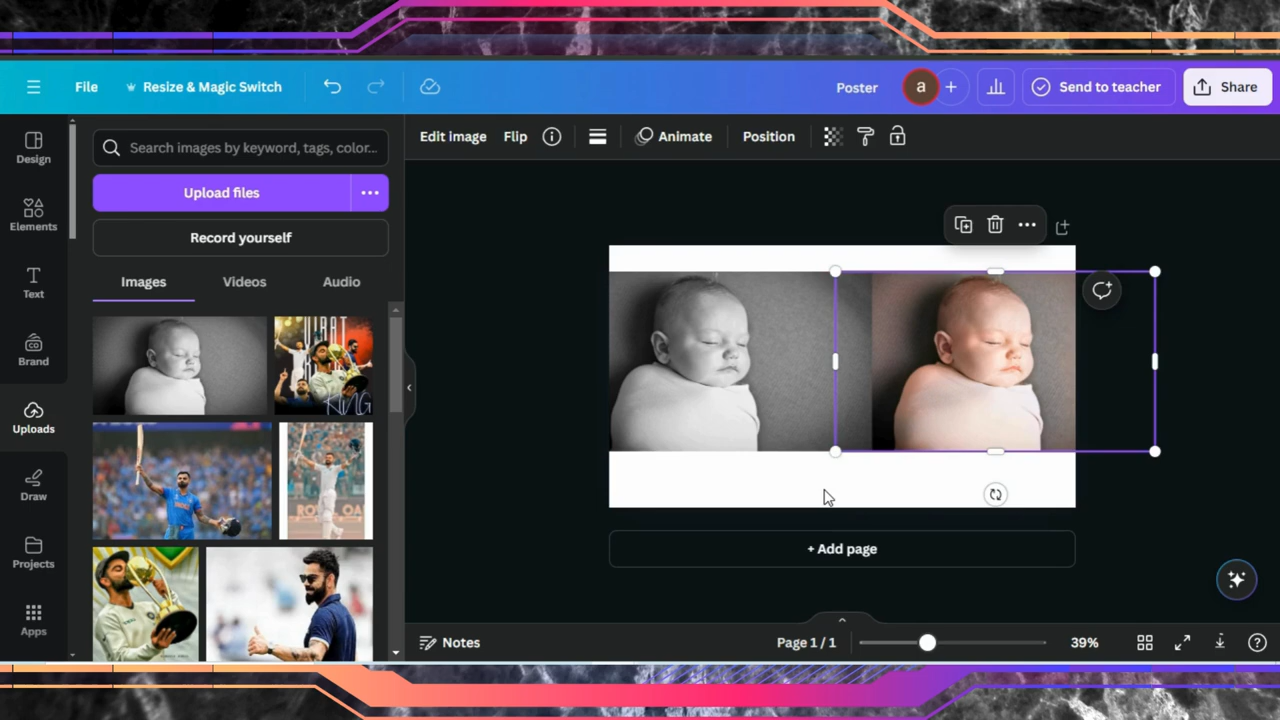 File
Resize & Magic Switch
Poster
a
+
Send to teacher
Share
Design
Elements
Text
Brand
Uploads
Draw
Projects
Apps
Search images by keyword, tags, color...
Upload files
Record yourself
Images Videos Audio
VIRAT
KING
Edit image Flip Animate Position
+ Add page
Notes
Page 1 / 1
39%